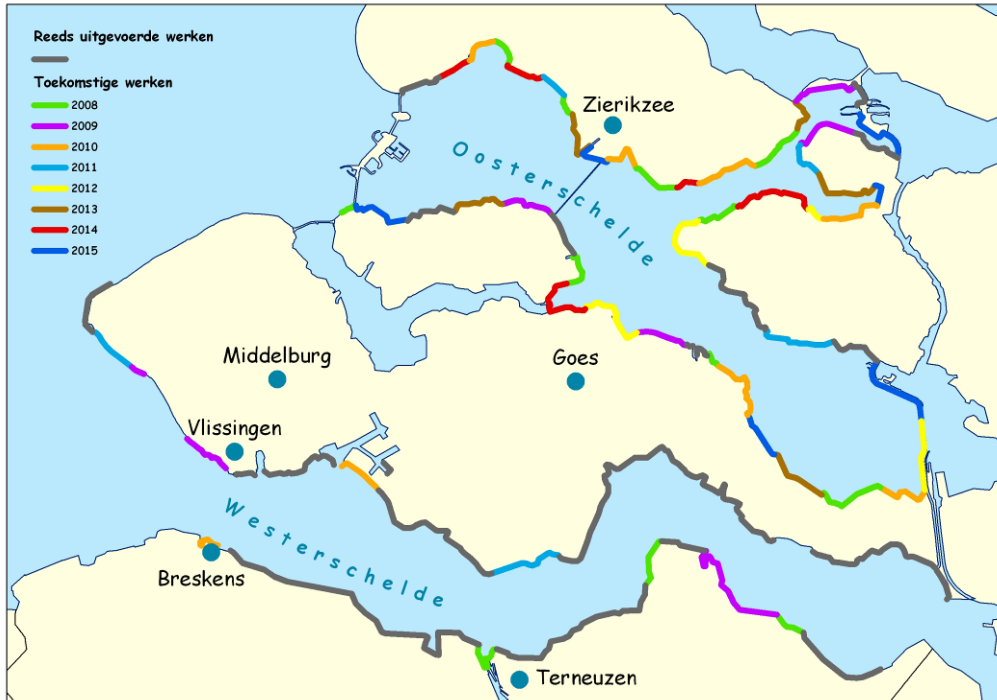 Reeds uitgevoerde werken
Toekomstige werken
2008
2009
2010
2011
2012
2013
2014
2015
Zierikzee
Oosterschelde
Middelburg
Goes
Vlissingen
Westerschelde
Breskens
Terneuzen